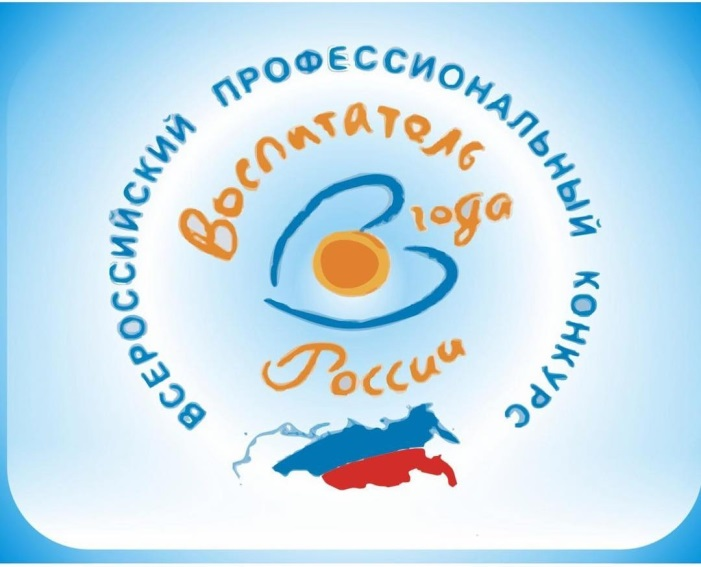 ВСЕРОССИЙСКИЙ ПРОФЕССИОНАЛЬНЫЙ КОНКУРС
Воспитатель
года
России